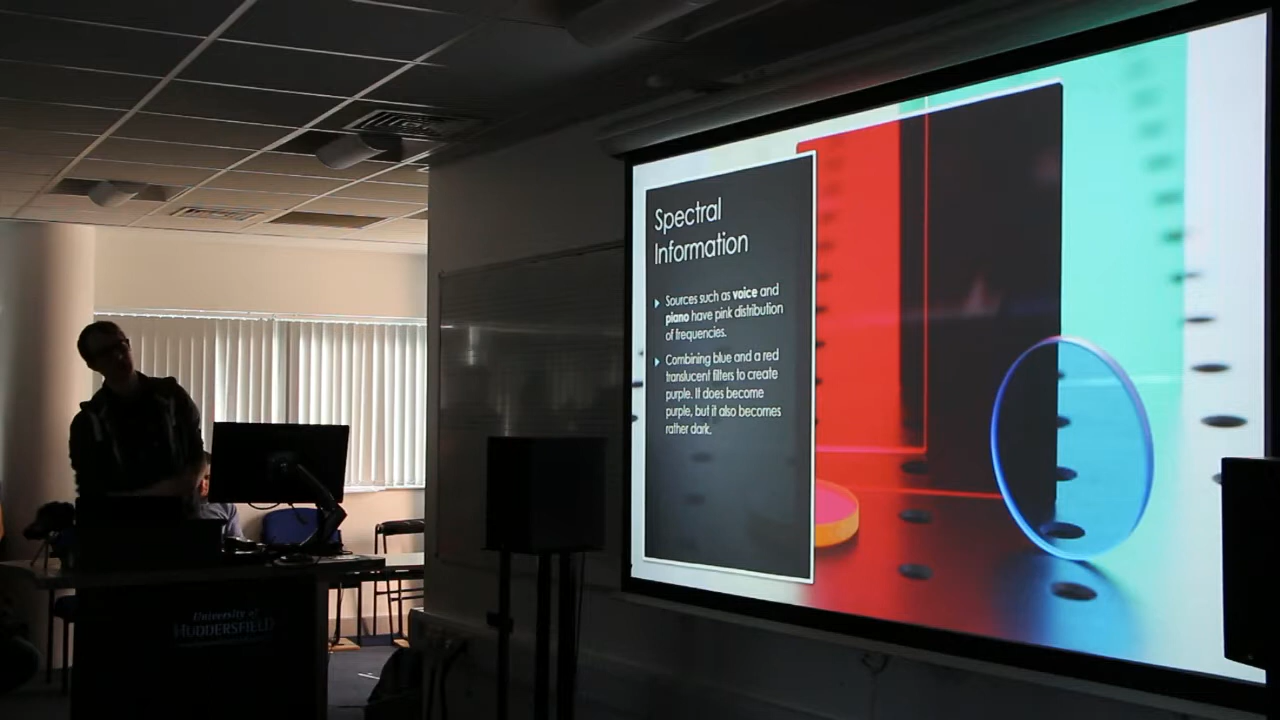 Spectral
Information
Sources such as voice and
piano have pink distribution
of frequencies.
Combining blue and a red
translucent filters to create
purple. It does become
purple, but it also becomes
rather dark.
University of
HUDDERSFIELD